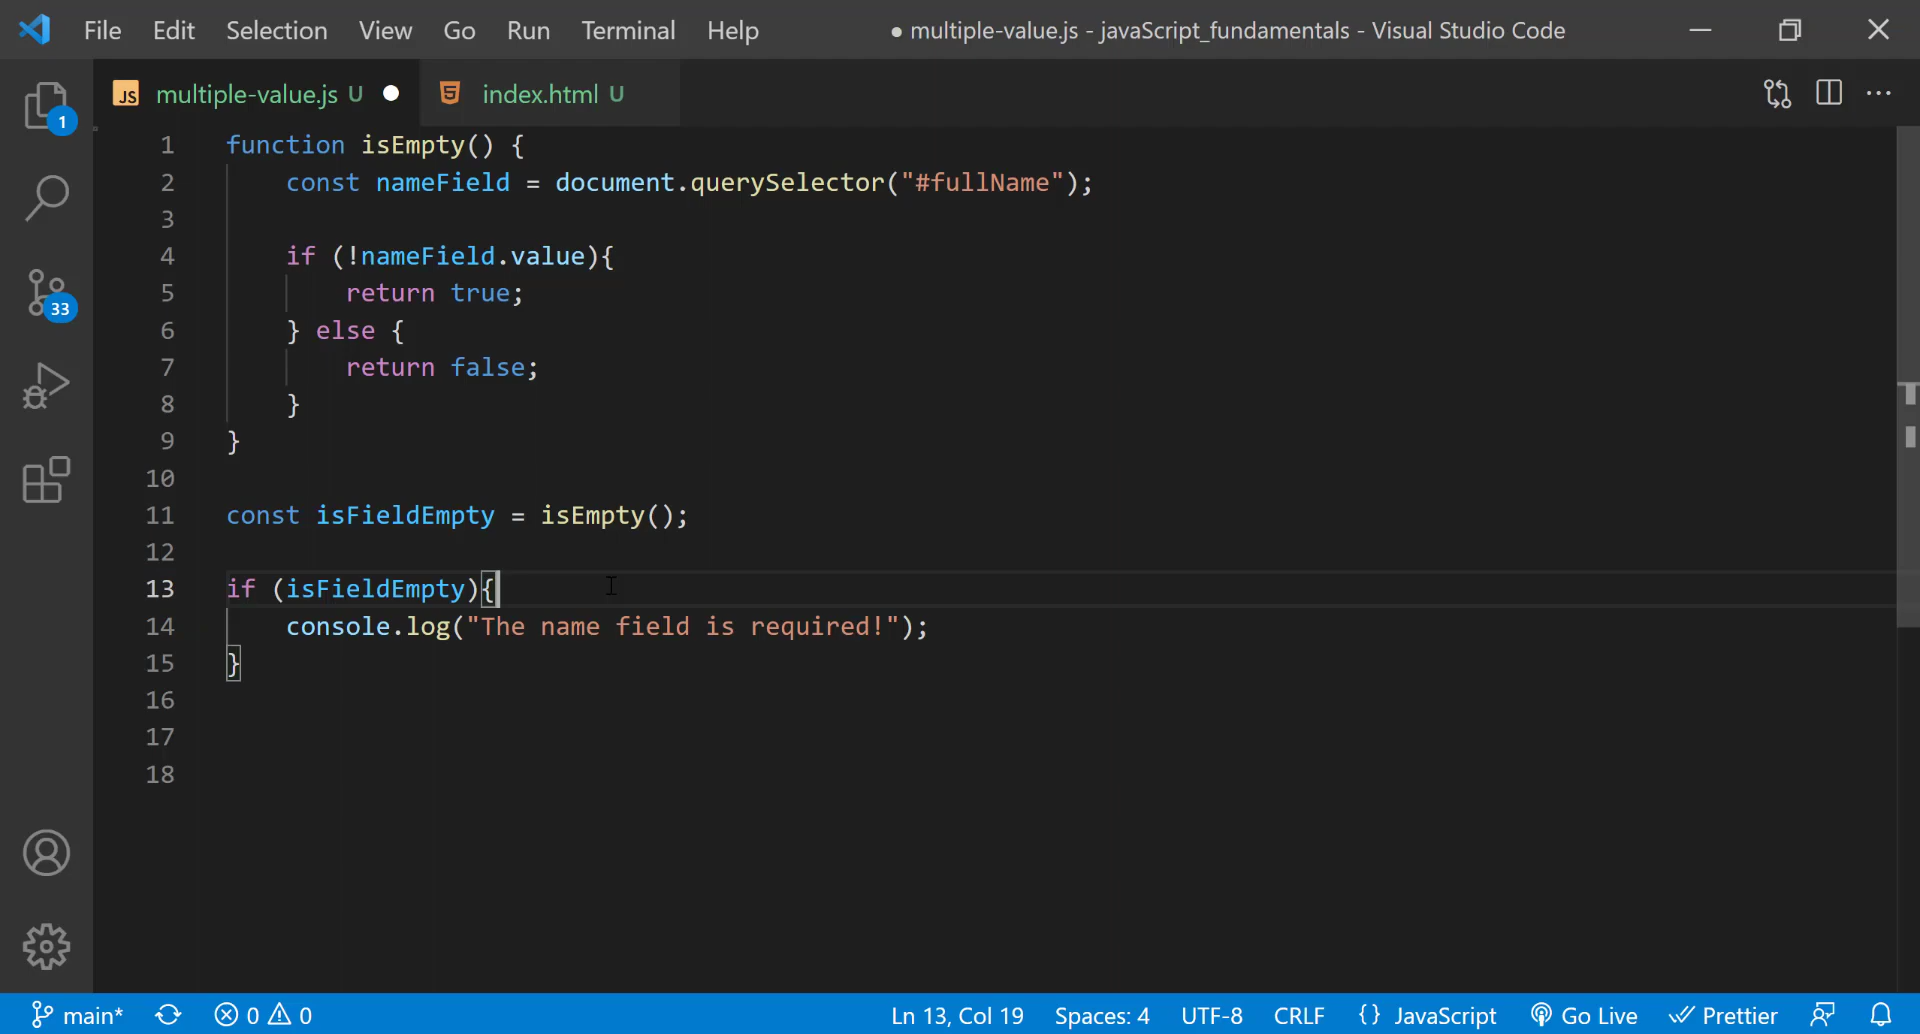 File Edit Selection View Go Run Terminal Help ● multiple-value.js - javaScript_fundamentals - Visual Studio Code
JS multiple-value.js U ● 5 index.html U
1
33
1 function isEmpty() {
2 const nameField = document.querySelector("#fullName");
3
4 if (!nameField.value){
5 return true;
6 } else {
7 return false;
8 }
9 }
10
11 const isFieldEmpty = isEmpty();
12
13 if (isFieldEmpty){
14 console.log("The name field is required!");
15 }
16
17
18
main* 0 0 Ln 13, Col 19 Spaces: 4 UTF-8 CRLF {} JavaScript Go Live Prettier